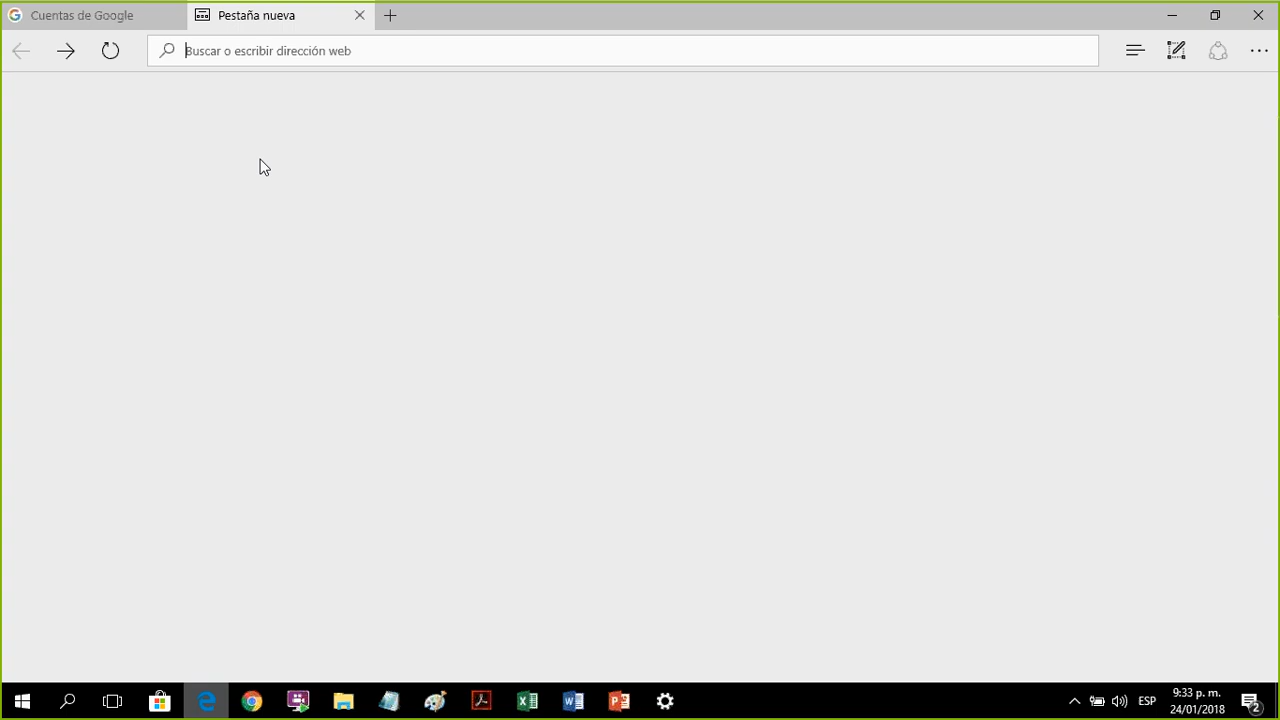 Cuentas de Google
Pestaña nueva
Buscar o escribir dirección web
ESP
9:33 p. m.
24/01/2018
2